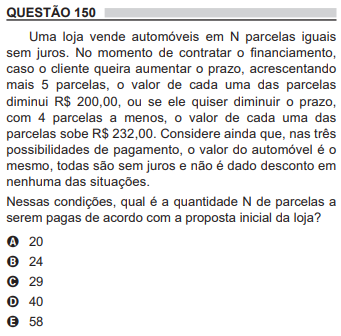 QUESTÃO 150
Uma loja vende automóveis em N parcelas iguais
sem juros. No momento de contratar o financiamento,
caso o cliente queira aumentar o prazo, acrescentando
mais 5 parcelas, o valor de cada uma das parcelas
diminui R$ 200,00, ou se ele quiser diminuir o prazo,
com 4 parcelas a menos, o valor de cada uma das
parcelas sobe R$ 232,00. Considere ainda que, nas três
possibilidades de pagamento, o valor do automóvel é o
mesmo, todas são sem juros e não é dado desconto em
nenhuma das situações.
Nessas condições, qual é a quantidade N de parcelas a
serem pagas de acordo com a proposta inicial da loja?
A 20
B 24
C 29
D 40
E 58